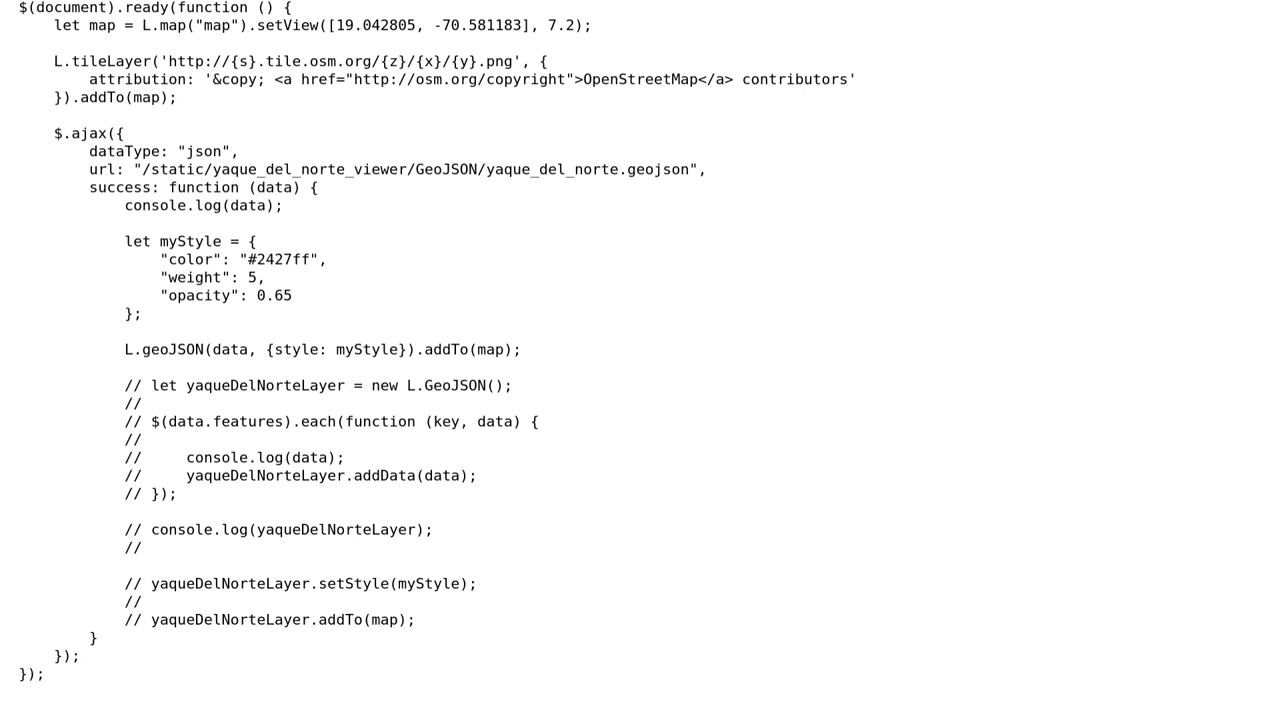 $(document).ready(function () {
    let map = L.map("map").setView([19.042805, -70.581183], 7.2);

    L.tileLayer('http://{s}.tile.osm.org/{z}/{x}/{y}.png', {
        attribution: '&copy; <a href="http://osm.org/copyright">OpenStreetMap</a> contributors'
    }).addTo(map);

    $.ajax({
        dataType: "json",
        url: "/static/yaque_del_norte_viewer/GeoJSON/yaque_del_norte.geojson",
        success: function (data) {
            console.log(data);

            let myStyle = {
                "color": "#2427ff",
                "weight": 5,
                "opacity": 0.65
            };

            L.geoJSON(data, {style: myStyle}).addTo(map);

            // let yaqueDelNorteLayer = new L.GeoJSON();
            //
            // $(data.features).each(function (key, data) {
            //
            //     console.log(data);
            //     yaqueDelNorteLayer.addData(data);
            // });

            // console.log(yaqueDelNorteLayer);
            //

            // yaqueDelNorteLayer.setStyle(myStyle);
            //
            // yaqueDelNorteLayer.addTo(map);
        }
    });
});